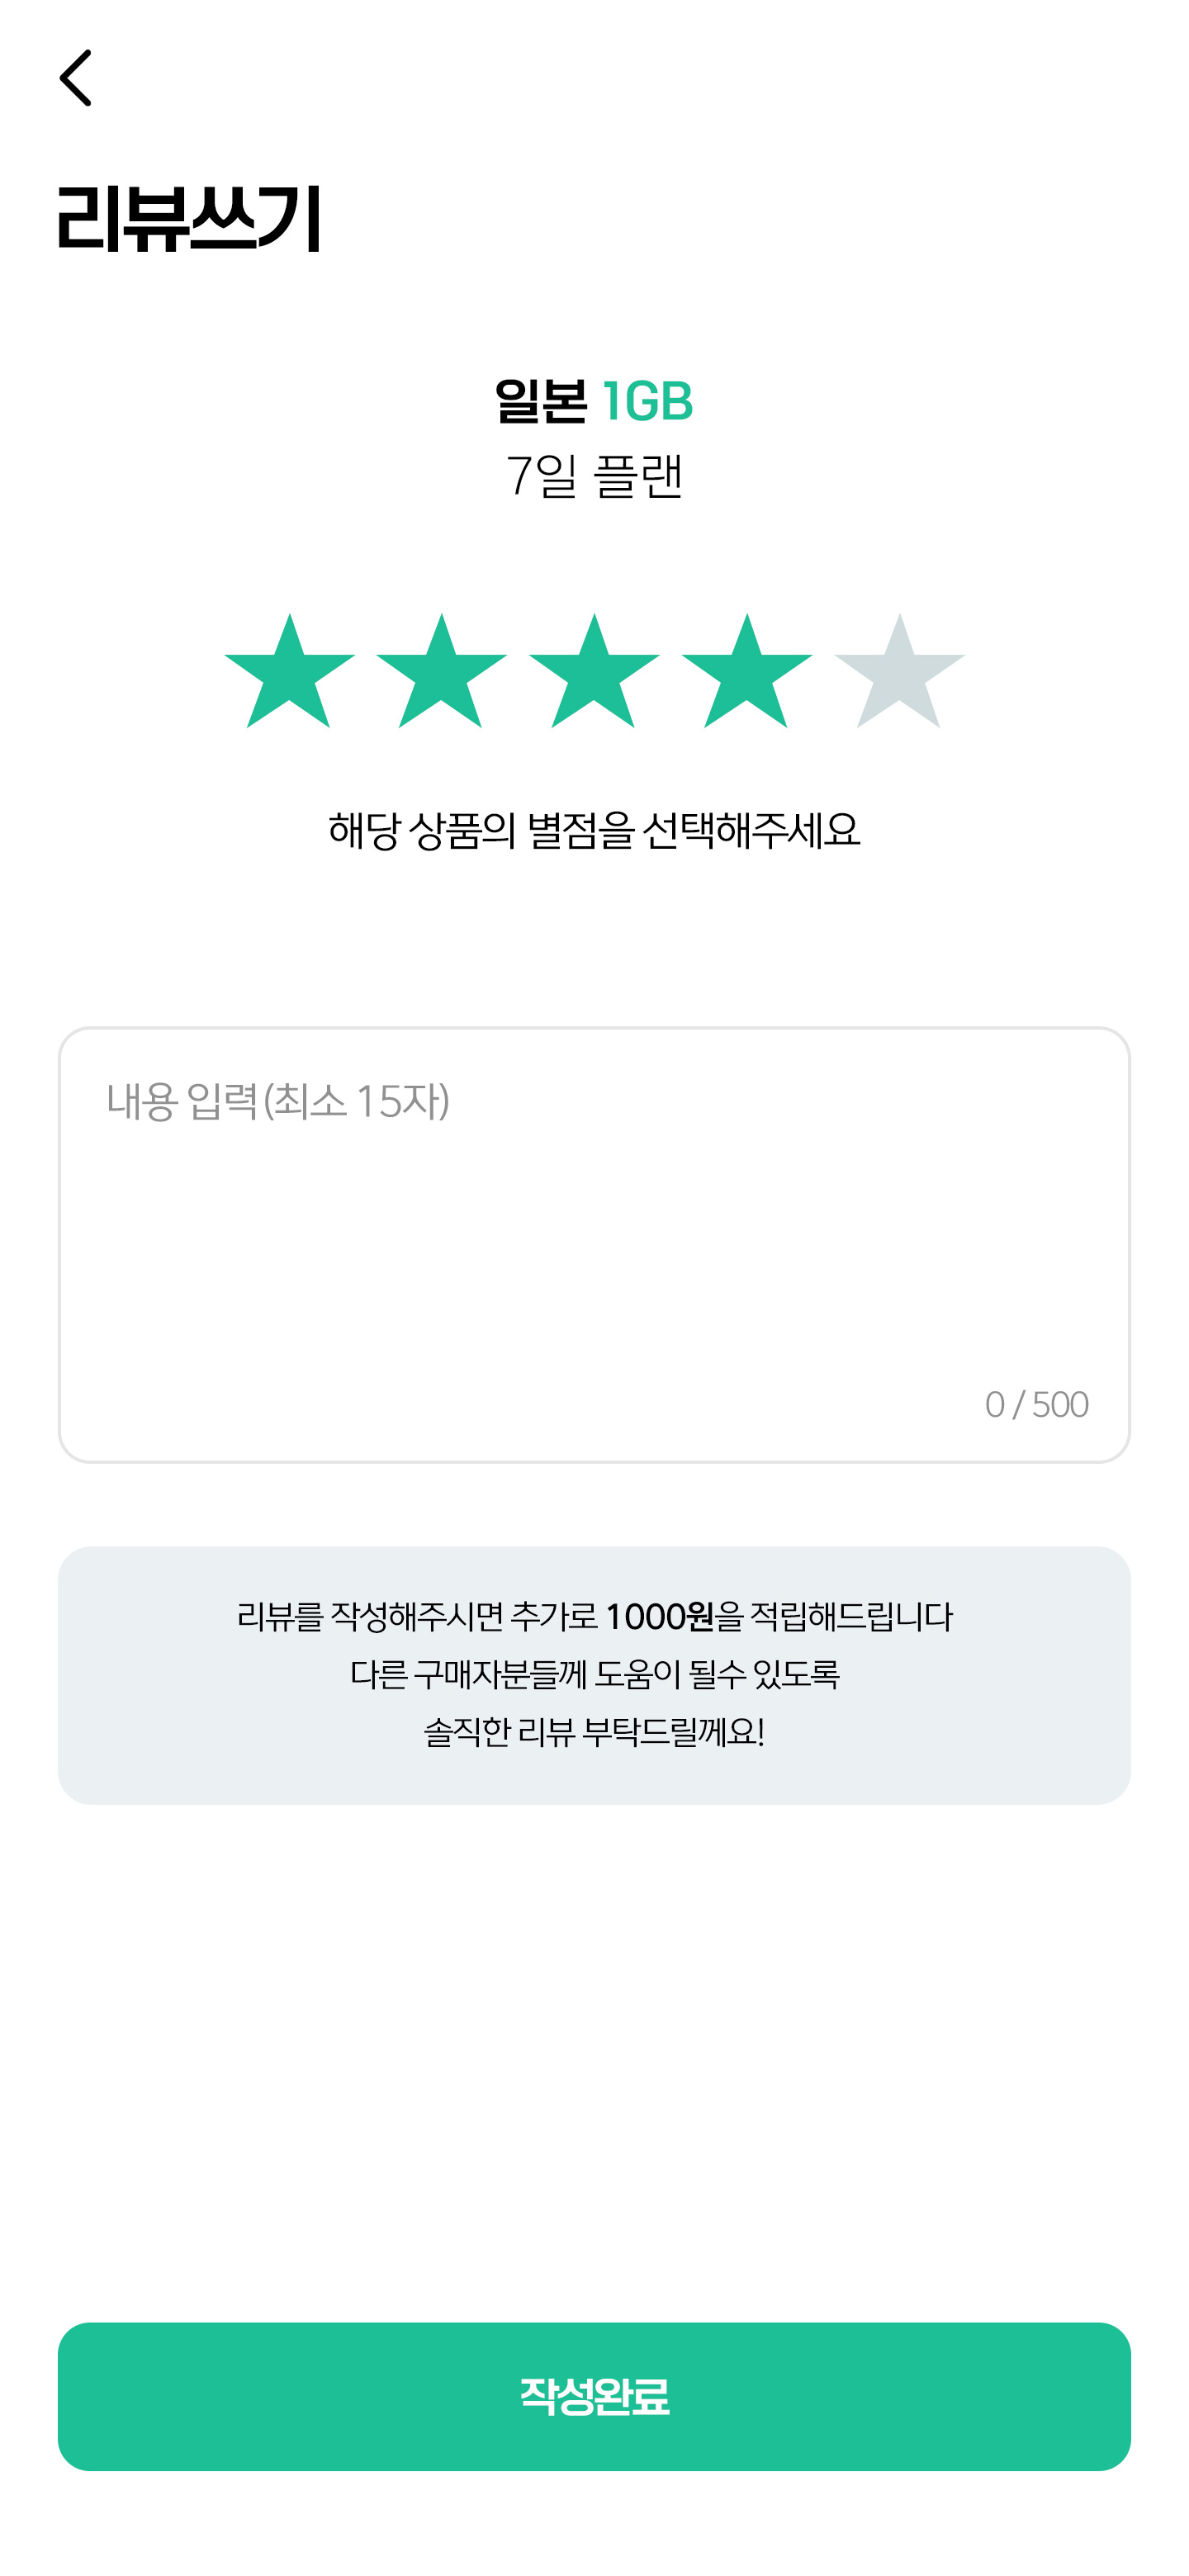 리뷰쓰기
일본 1GB
7일 플랜
해당 상품의 별점을 선택해주세요
내용 입력(최소 15자)
0 / 500
리뷰를 작성해주시면 추가로 1000원을 적립해드립니다
다른 구매자분들께 도움이 될수 있도록
솔직한 리뷰 부탁드릴께요!
작성완료